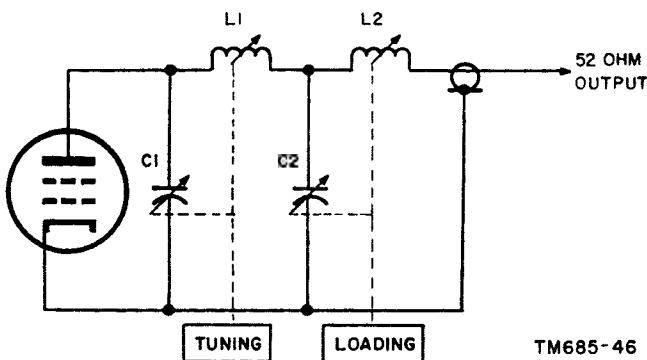 L1
L2
52 OHM
OUTPUT
C1
C2
TUNING
LOADING
TM685-46